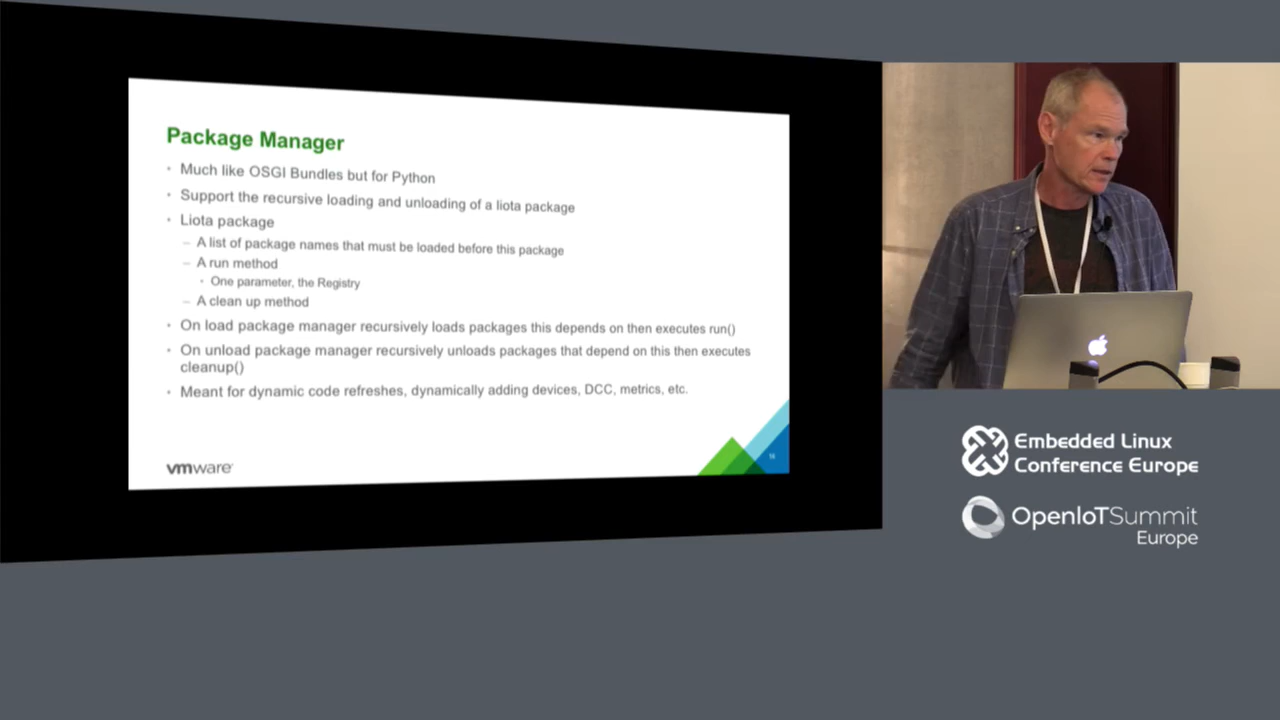 Package Manager
• Much like OSGI Bundles but for Python
• Support the recursive loading and unloading of a liota package
• Liota package
– A list of package names that must be loaded before this package
– A run method
• One parameter, the Registry
– A clean up method
• On load package manager recursively loads packages this depends on then executes run()
• On unload package manager recursively unloads packages that depend on this then executes
cleanup()
• Meant for dynamic code refreshes, dynamically adding devices, DCC, metrics, etc.
vmware
Embedded Linux
Conference Europe
OpenIoTSummit
Europe